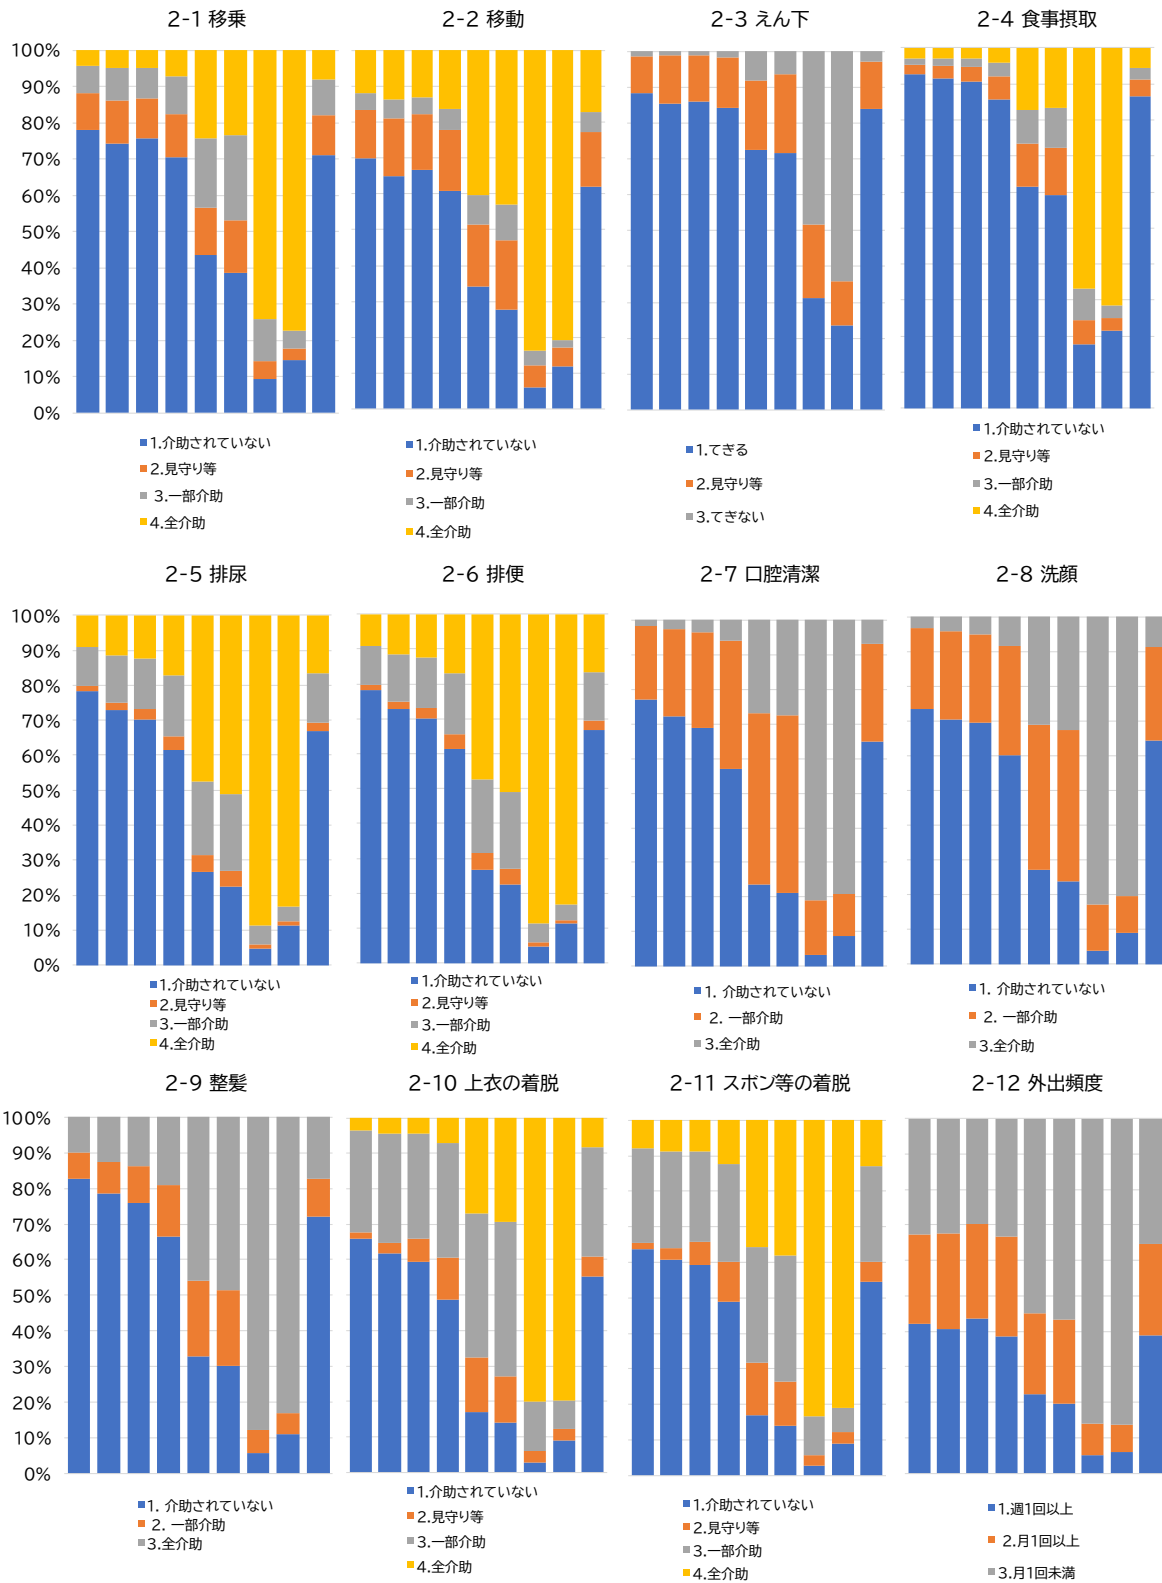 2-1 移乗
2-2 移動
2-3 えん下
2-4 食事摂取
100%
90%
80%
70%
60%
50%
40%
30%
20%
10%
0%
1.介助されていない
2.見守り等
3.一部介助
4.全介助
1.介助されていない
2.見守り等
3.一部介助
4.全介助
1.てきる
2.見守り等
3.てきない
1.介助されていない
2.見守り等
3.一部介助
4.全介助
2-5 排尿
2-6 排便
2-7 口腔清潔
2-8 洗顔
100%
90%
80%
70%
60%
50%
40%
30%
20%
10%
0%
1.介助されていない
2.見守り等
3.一部介助
4.全介助
1.介助されていない
2.見守り等
3.一部介助
4.全介助
1. 介助されていない
2. 一部介助
3.全介助
1. 介助されていない
2. 一部介助
3.全介助
2-9 整髪
2-10 上衣の着脱
2-11 スボン等の着脱
2-12 外出頻度
100%
90%
80%
70%
60%
50%
40%
30%
20%
10%
0%
1. 介助されていない
2. 一部介助
3.全介助
1.介助されていない
2.見守り等
3.一部介助
4.全介助
1.介助されていない
2.見守り等
3.一部介助
4.全介助
1.週1回以上
2.月1回以上
3.月1回未満